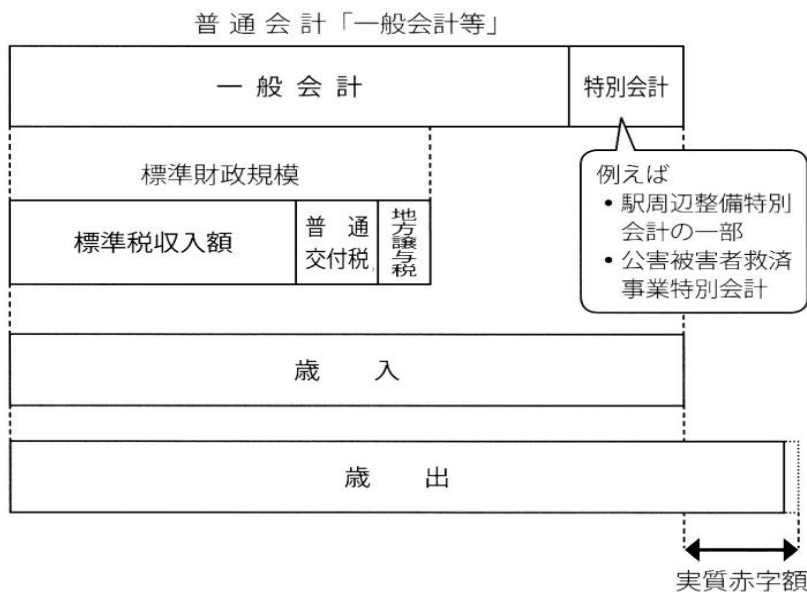 普通会計「一般会計等」
一般会計
特別会計
標準財政規模
例えば
• 駅周辺整備特別
会計の一部
• 公害被害者救済
事業特別会計
標準税収入額
普通
交付税
地方譲与税
歳入
歳出
実質赤字額